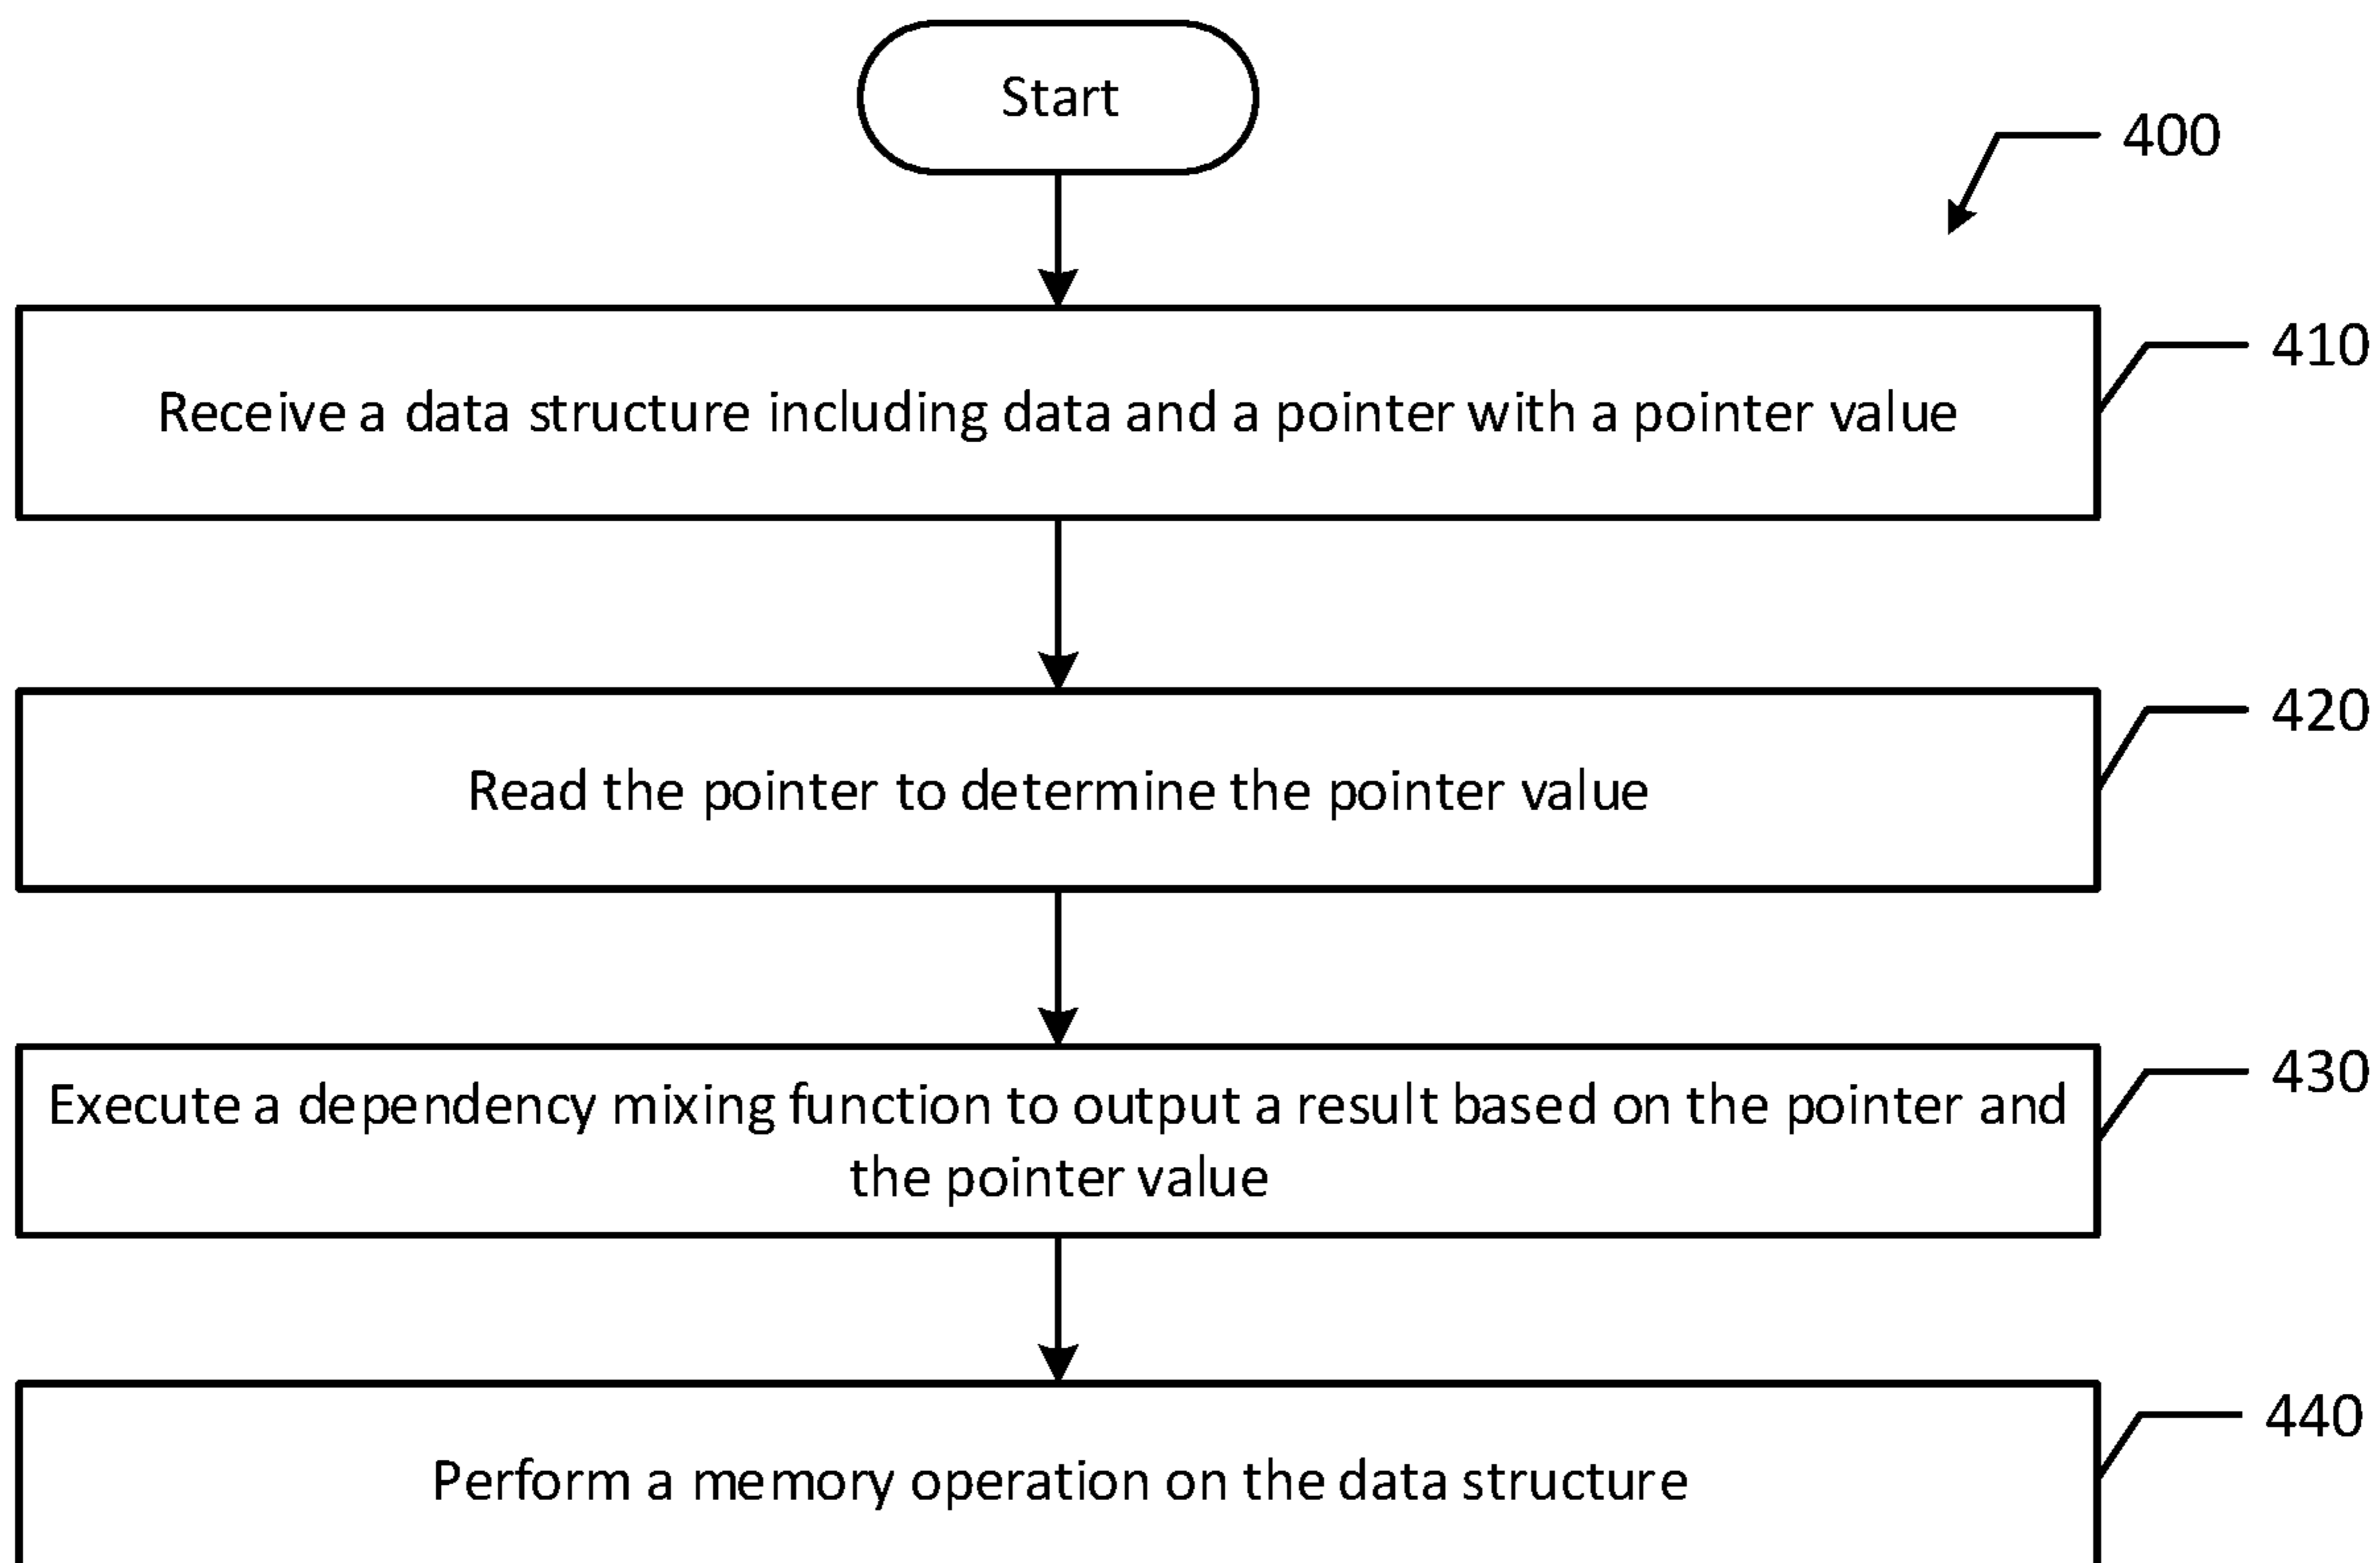 Start
400
410
Receive a data structure including data and a pointer with a pointer value
420
Read the pointer to determine the pointer value
430
Execute a dependency mixing function to output a result based on the pointer and
the pointer value
440
Perform a memory operation on the data structure